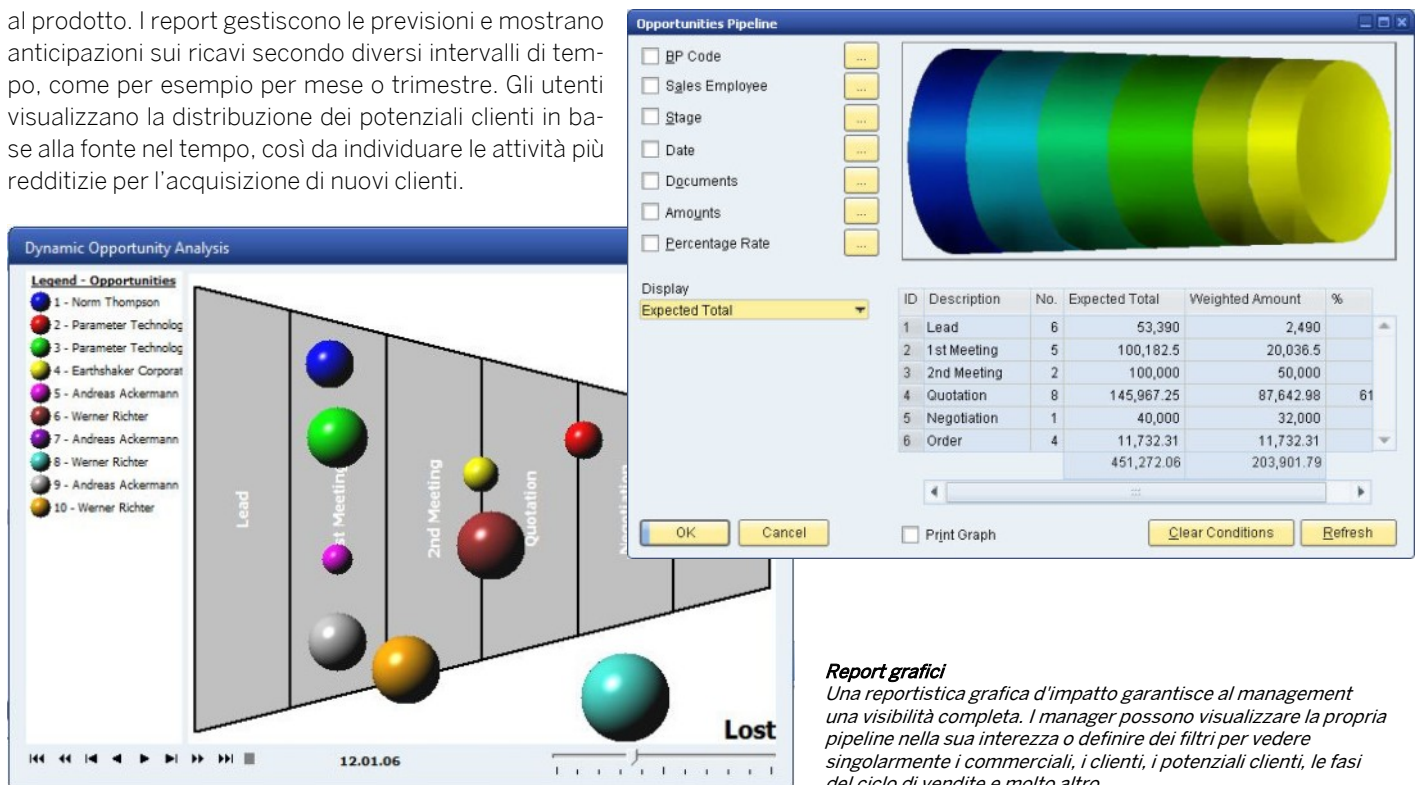 al prodotto. I report gestiscono le previsioni e mostrano
anticipazioni sui ricavi secondo diversi intervalli di tem-
po, come per esempio per mese o trimestre. Gli utenti
visualizzano la distribuzione dei potenziali clienti in ba-
se alla fonte nel tempo, così da individuare le attività più
redditizie per l'acquisizione di nuovi clienti.
Opportunities Pipeline
BP Code ...
Sales Employee ...
Stage ...
Date ...
Documents ...
Amounts ...
Percentage Rate ...
Display
Expected Total
ID Description No. Expected Total Weighted Amount %
1 Lead 6 53,390 2,490
2 1st Meeting 5 100,182.5 20,036.5
3 2nd Meeting 2 100,000 50,000
4 Quotation 8 145,967.25 87,642.98 61
5 Negotiation 1 40,000 32,000
6 Order 4 11,732.31 11,732.31
451,272.06 203,901.79
OK Cancel Print Graph Clear Conditions Refresh
Dynamic Opportunity Analysis
Legend - Opportunities
1 - Norm Thompson
2 - Parameter Technolog
3 - Parameter Technolog
4 - Earthshaker Corporat
5 - Andreas Ackermann
6 - Werner Richter
7 - Andreas Ackermann
8 - Werner Richter
9 - Andreas Ackermann
10 - Werner Richter
Lead
st Meeting
2nd Meeting
Quotation
Negotiation
Lost
12.01.06
Report grafici
Una reportistica grafica d'impatto garantisce al management
una visibilità completa. I manager possono visualizzare la propria
pipeline nella sua interezza o definire dei filtri per vedere
singolarmente i commerciali, i clienti, i potenziali clienti, le fasi
del ciclo di vendite e molto altro.